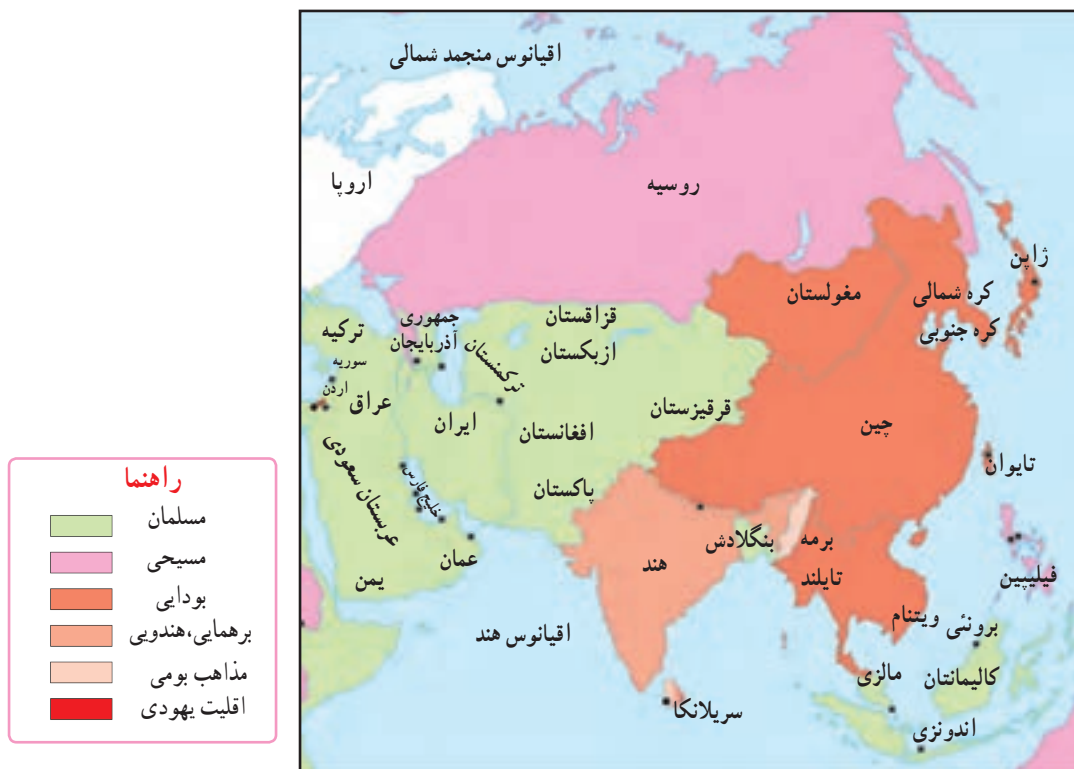 اقیانوس منجمد شمالی
اروپا
روسیه
ژاپن
مغولستان
کره شمالی
کره جنوبی
قزاقستان
جمهوری
آذربایجان
ترکیه
ازبکستان
ترکمنستان
سوریه
اردن
عراق
ایران
قرقیزستان
افغانستان
چین
تایوان
عربستان سعودی
خلیج فارس
پاکستان
بنگلادش
برمه
هند
تایلند
عمان
یمن
فیلیپین
اقیانوس هند
ویتنام
برونئی
مالزی
کالیمانتان
سریلانکا
اندونزی
راهنما
مسلمان
مسیحی
بودایی
برهمایی،هندویی
مذاهب بومی
اقلیت یهودی